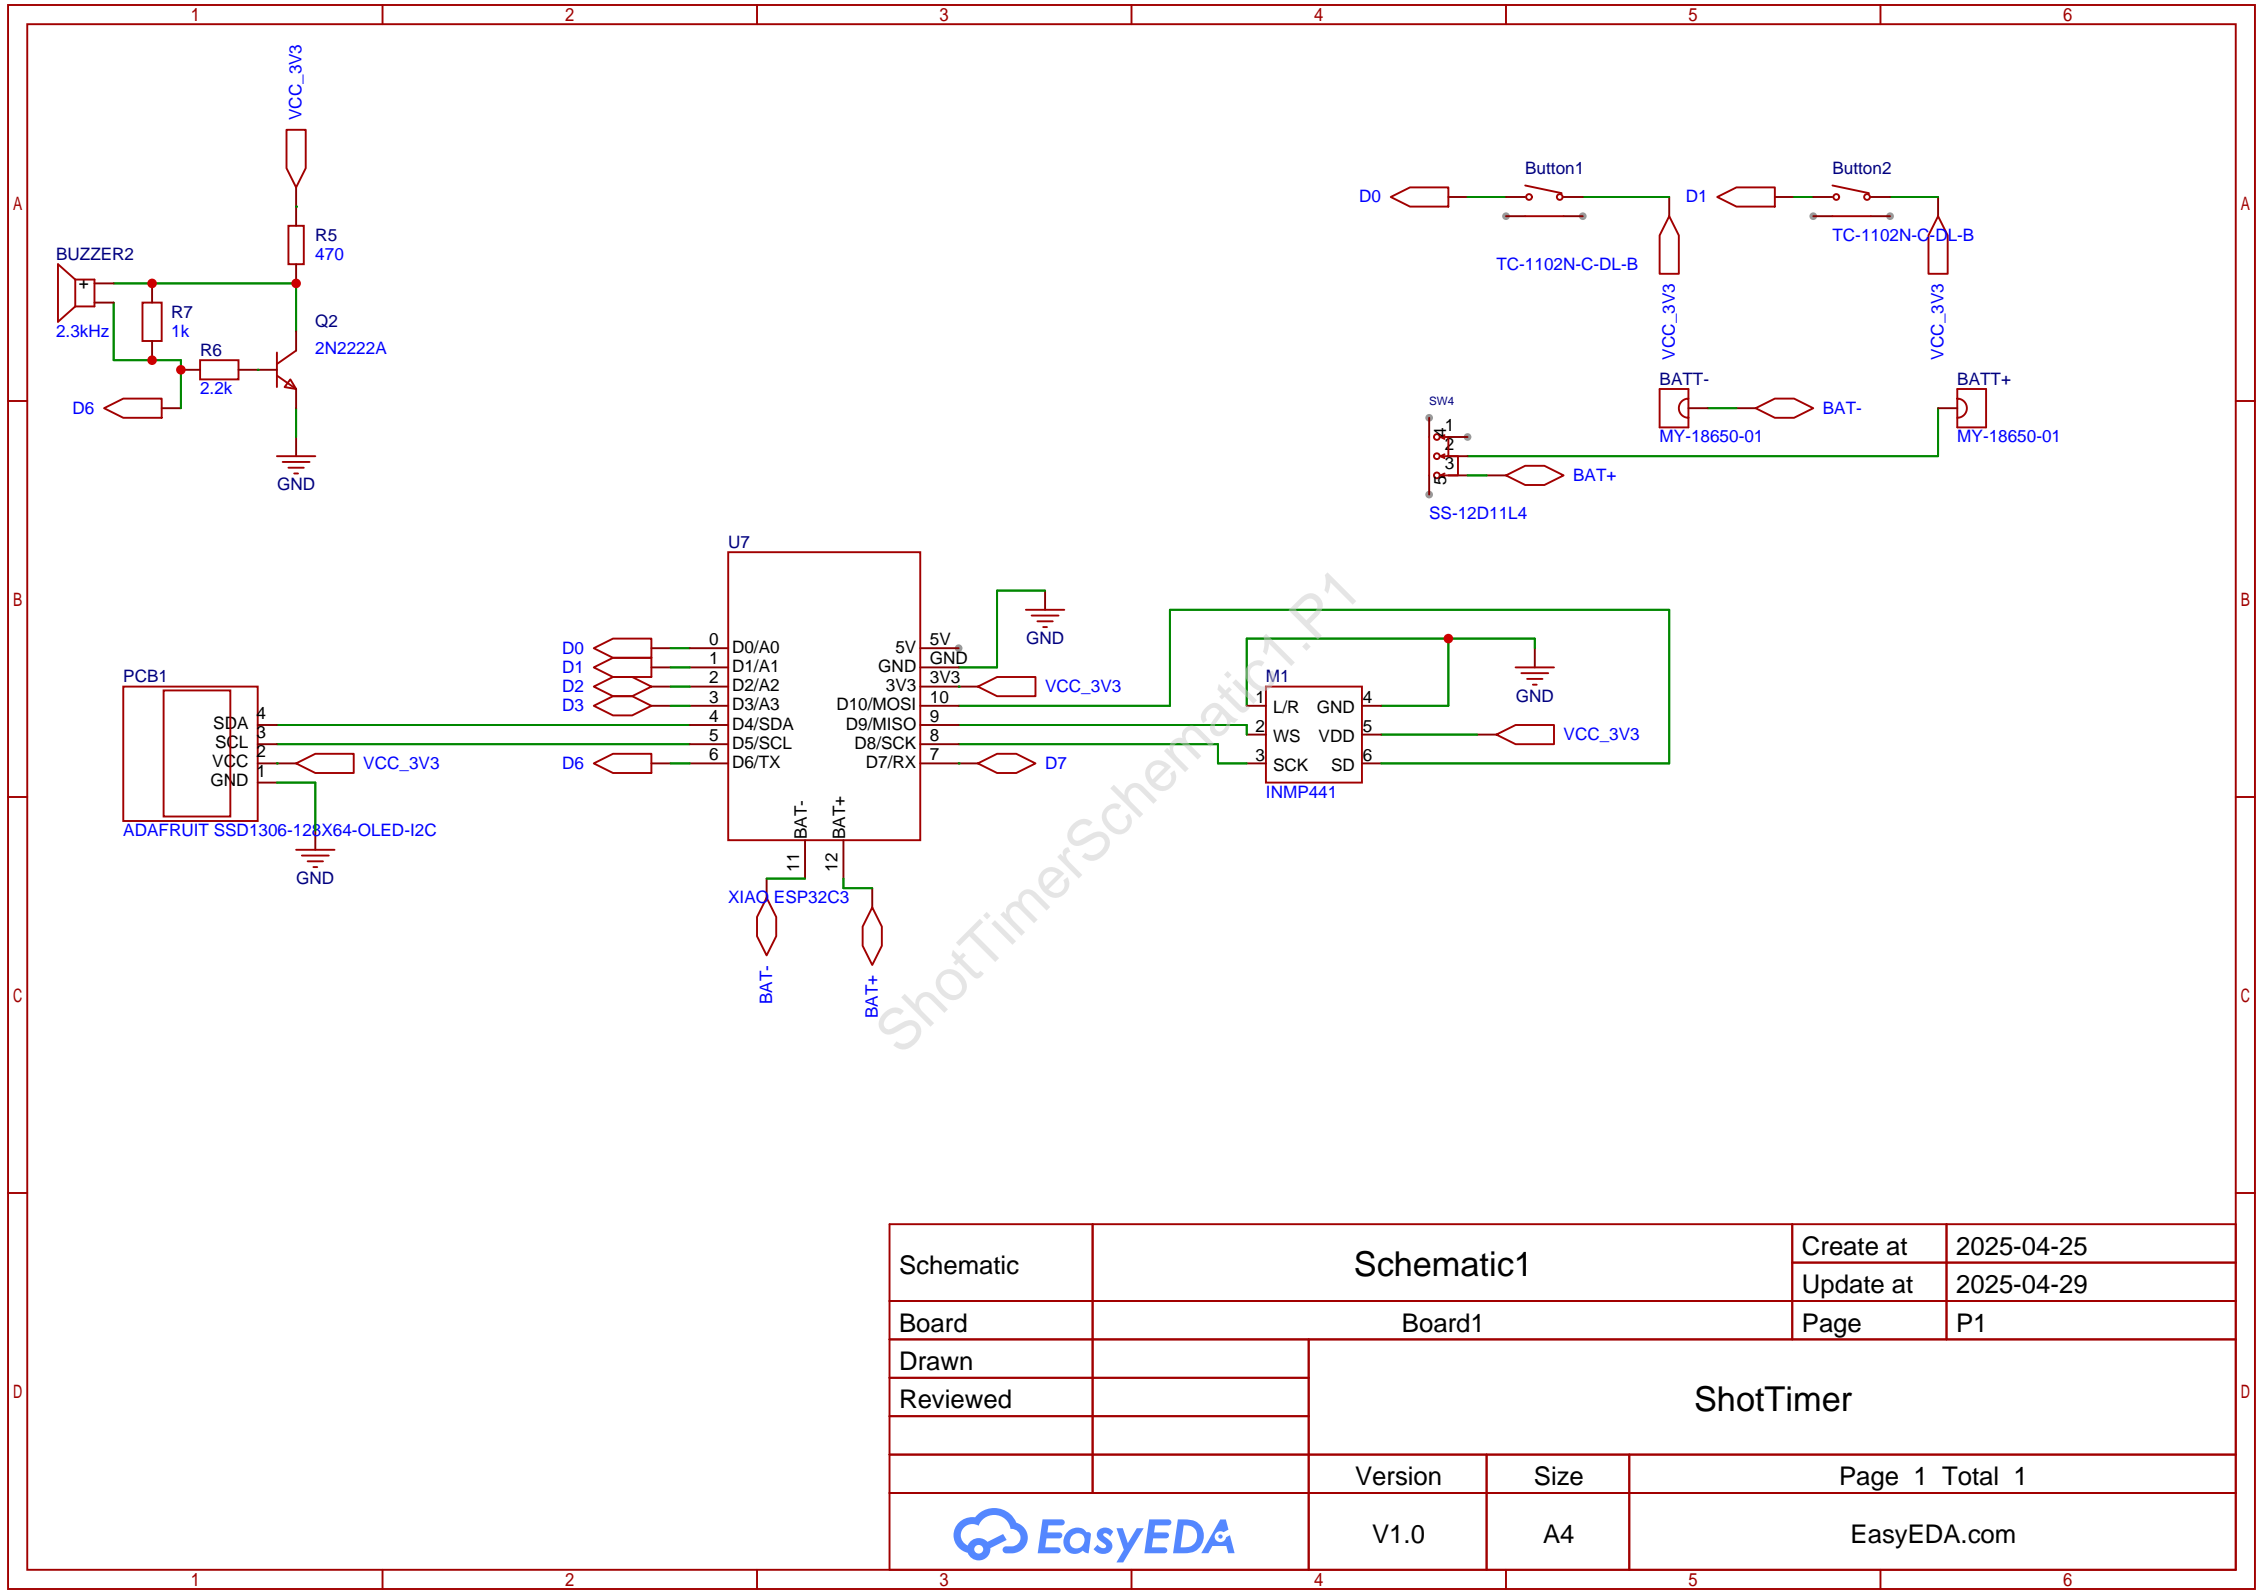 1 2 3 4 5 6
A A
B B
C C
D D
1 2 3 4 5 6
VCC_3V3
R5
470
BUZZER2
+
2.3kHz
R7
1k
R6
2.2k
Q2
2N2222A
D6
GND
D0
Button1
TC-1102N-C-DL-B
VCC_3V3
D1
Button2
TC-1102N-C-DL-B
VCC_3V3
BATT-
MY-18650-01
BAT-
BATT+
MY-18650-01
SW4
1
4
2
3
5
BAT+
SS-12D11L4
U7
D0 0 D0/A0
D1 1 D1/A1
D2 2 D2/A2
D3 3 D3/A3
4 D4/SDA
5 D5/SCL
D6 6 D6/TX
5V 5V
GND GND
3V3 3V3 VCC_3V3
D10/MOSI 10
D9/MISO 9
D8/SCK 8
D7/RX 7 D7
GND
BAT- BAT+
11 12
XIAO ESP32C3
BAT-
BAT+
PCB1
SDA 4
SCL 3
VCC 2 VCC_3V3
GND 1
ADAFRUIT SSD1306-128X64-OLED-I2C
GND
M1
1 L/R GND 4
2 WS VDD 5 VCC_3V3
3 SCK SD 6
INMP441
GND
ShotTimerSchematic1.P1
Schematic Schematic1 Create at 2025-04-25
Update at 2025-04-29
Board Board1 Page P1
Drawn
Reviewed
ShotTimer
Version Size Page 1 Total 1
EasyEDA V1.0 A4 EasyEDA.com